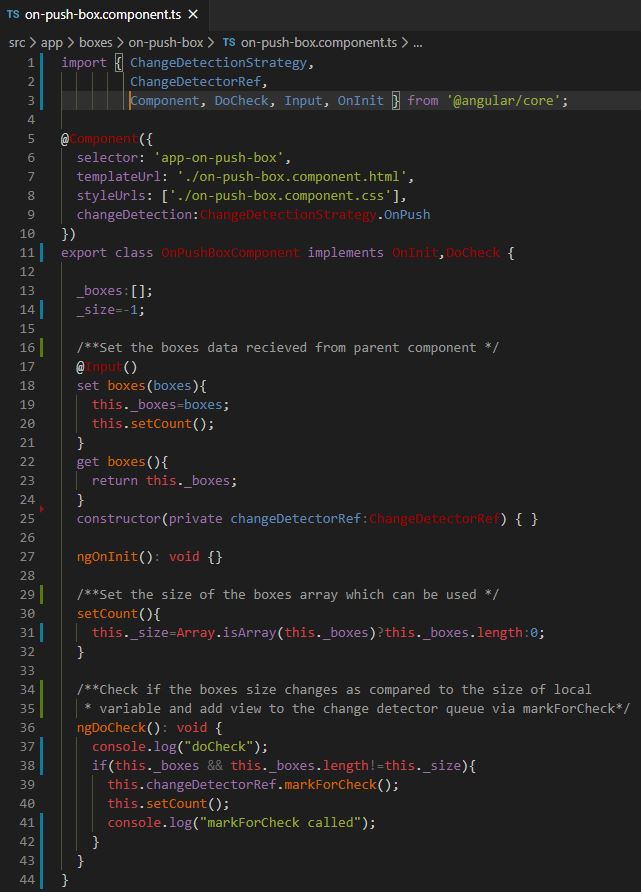 TS on-push-box.component.ts ×
src > app > boxes > on-push-box > TS on-push-box.component.ts > ...
1 import { ChangeDetectionStrategy,
2 ChangeDetectorRef,
3 Component, DoCheck, Input, OnInit } from '@angular/core';
4
5 @Component({
6 selector: 'app-on-push-box',
7 templateUrl: './on-push-box.component.html',
8 styleUrls: ['./on-push-box.component.css'],
9 changeDetection:ChangeDetectionStrategy.OnPush
10 })
11 export class OnPushBoxComponent implements OnInit,DoCheck {
12
13 _boxes:[];
14 _size=-1;
15
16 /**Set the boxes data recieved from parent component */
17 @Input()
18 set boxes(boxes){
19 this._boxes=boxes;
20 this.setCount();
21 }
22 get boxes(){
23 return this._boxes;
24 }
25 constructor(private changeDetectorRef:ChangeDetectorRef) { }
26
27 ngOnInit(): void {}
28
29 /**Set the size of the boxes array which can be used */
30 setCount(){
31 this._size=Array.isArray(this._boxes)?this._boxes.length:0;
32 }
33
34 /**Check if the boxes size changes as compared to the size of local
35 * variable and add view to the change detector queue via markForCheck*/
36 ngDoCheck(): void {
37 console.log("doCheck");
38 if(this._boxes && this._boxes.length!=this._size){
39 this.changeDetectorRef.markForCheck();
40 this.setCount();
41 console.log("markForCheck called");
42 }
43 }
44 }